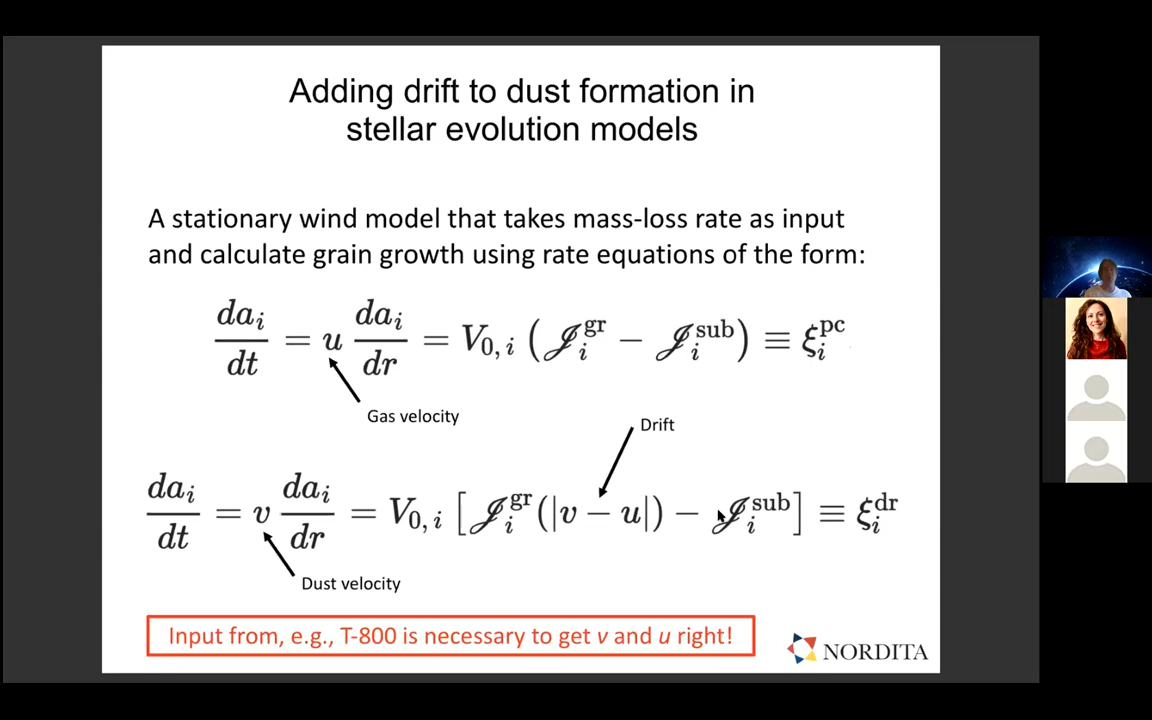 Adding drift to dust formation in
stellar evolution models
A stationary wind model that takes mass-loss rate as input
and calculate grain growth using rate equations of the form:
da_i/dt = u da_i/dr = V_{0,i} (𝒥_i^gr − 𝒥_i^sub) ≡ ξ_i^pc
Gas velocity
Drift
da_i/dt = v da_i/dr = V_{0,i} [𝒥_i^gr(|v − u|) − 𝒥_i^sub] ≡ ξ_i^dr
Dust velocity
Input from, e.g., T-800 is necessary to get v and u right!
NORDITA